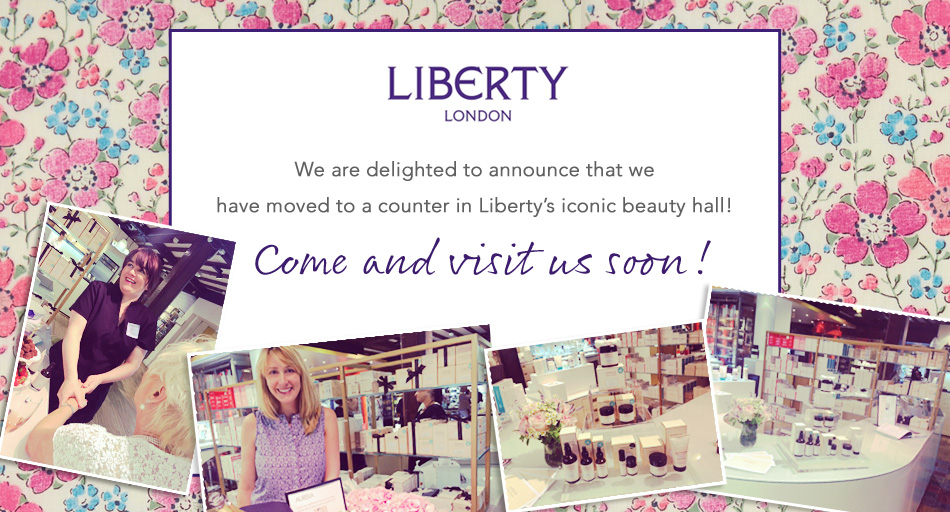 LIBERTY
LONDON
We are delighted to announce that we
have moved to a counter in Liberty's iconic beauty hall!
Come and visit us soon!